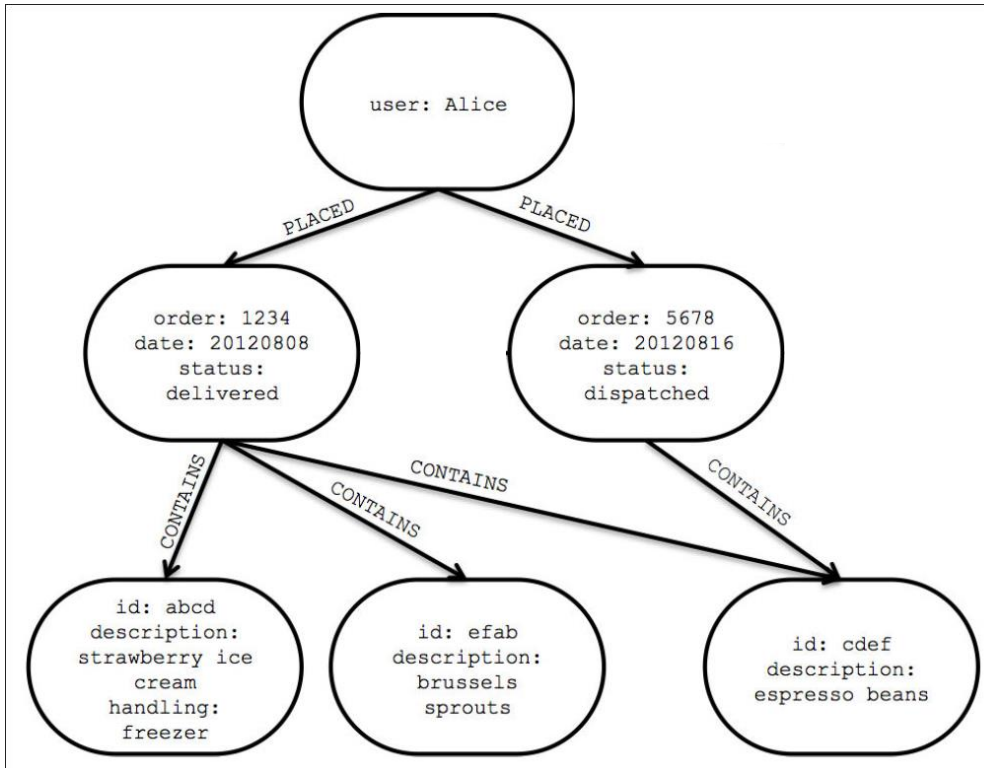 user: Alice
PLACED
PLACED
order: 1234
date: 20120808
status:
delivered
order: 5678
date: 20120816
status:
dispatched
CONTAINS
CONTAINS
CONTAINS
CONTAINS
id: abcd
description:
strawberry ice
cream
handling:
freezer
id: efab
description:
brussels
sprouts
id: cdef
description:
espresso beans